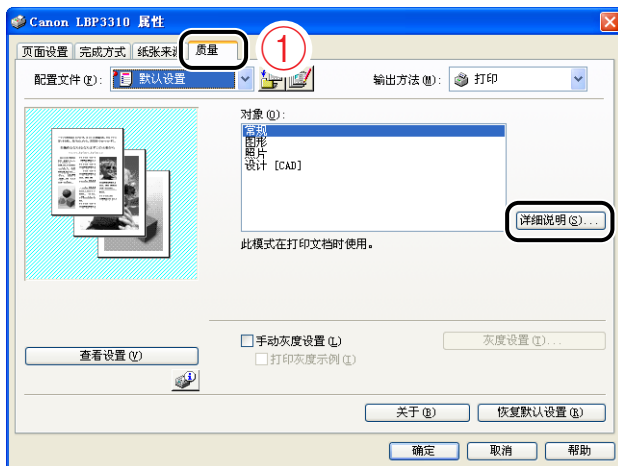 Canon LBP3310 属性
页面设置 完成方式 纸张来 质量
①
配置文件(F): 默认设置 输出方法(M): 打印
对象(O):
常规
图形
照片
设计 [CAD]
详细说明(S)...
此模式在打印文档时使用。
手动灰度设置(L) 灰度设置(T)...
打印灰度示例(I)
查看设置(V)
关于(B) 恢复默认设置(R)
确定 取消 帮助